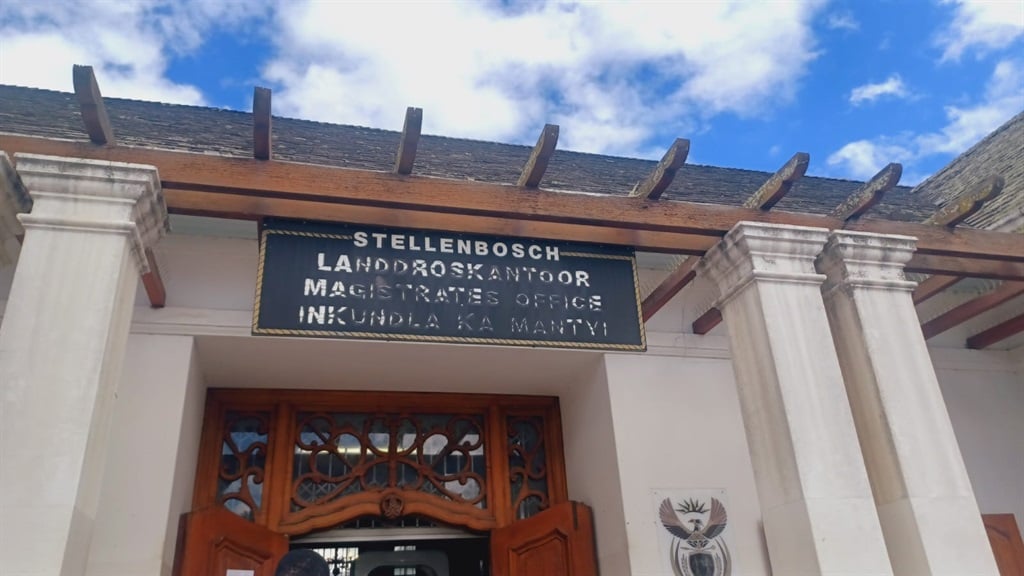 STELLENBOSCH
LANDDROSKANTOOR
MAGISTRATES OFFICE
INKUNDLA KA MANTYI